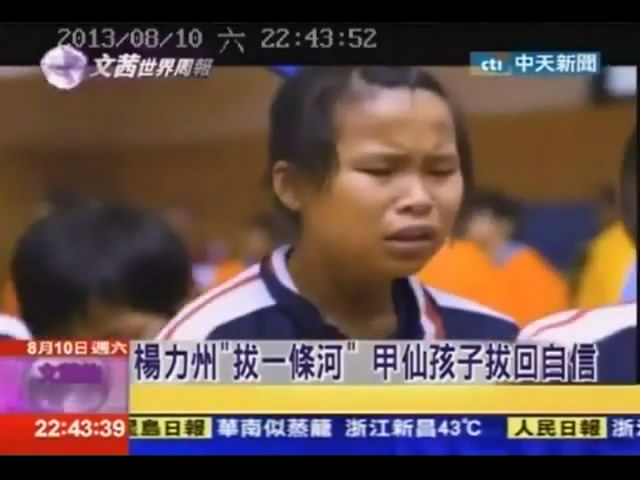 2013/08/10 六 22:43:52
文茜世界周報
cti 中天新聞
8月10日週六
楊力州"拔一條河" 甲仙孩子拔回自信
22:43:39
島日報 華南似蒸籠 浙江新昌43℃ 人民日報 浙